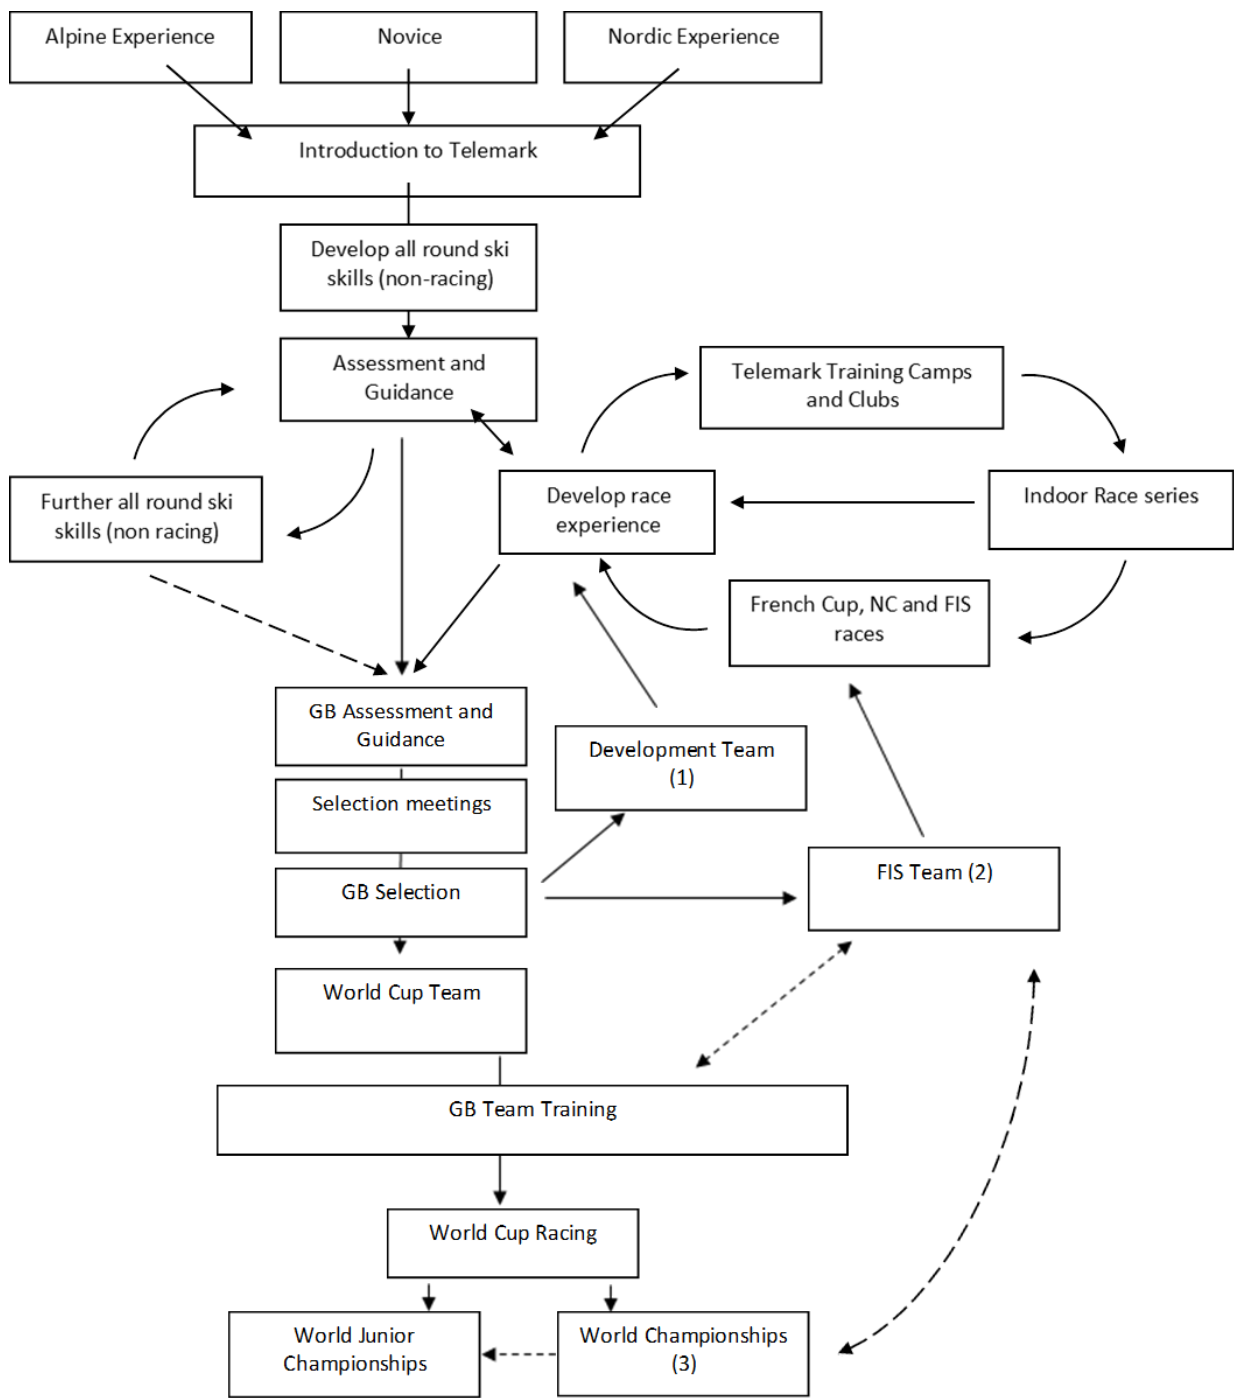 Alpine Experience
Novice
Nordic Experience
Introduction to Telemark
Develop all round ski
skills (non-racing)
Assessment and
Guidance
Telemark Training Camps
and Clubs
Further all round ski
skills (non racing)
Develop race
experience
Indoor Race series
French Cup, NC and FIS
races
GB Assessment and
Guidance
Development Team
(1)
Selection meetings
GB Selection
FIS Team (2)
World Cup Team
GB Team Training
World Cup Racing
World Junior
Championships
World Championships
(3)